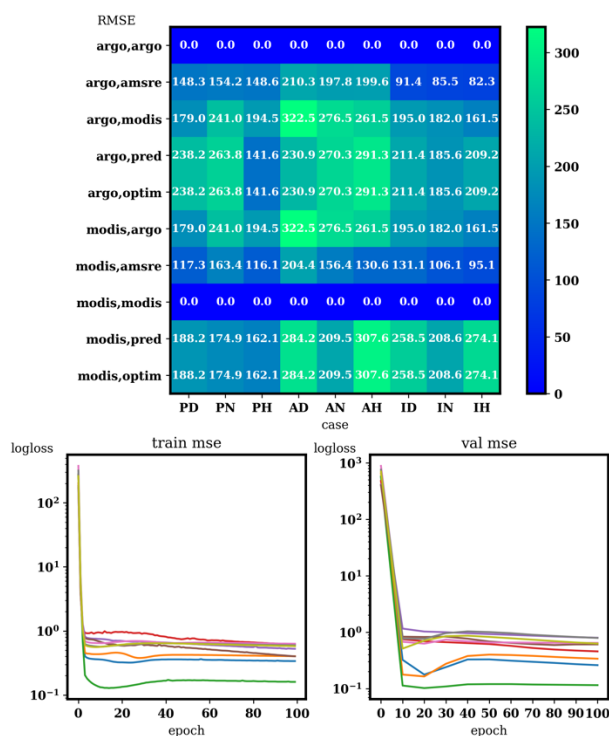 RMSE
argo,argo 0.0 0.0 0.0 0.0 0.0 0.0 0.0 0.0 0.0
argo,amsre 148.3 154.2 148.6 210.3 197.8 199.6 91.4 85.5 82.3
argo,modis 179.0 241.0 194.5 322.5 276.5 261.5 195.0 182.0 161.5
argo,pred 238.2 263.8 141.6 230.9 270.3 291.3 211.4 185.6 209.2
argo,optim 238.2 263.8 141.6 230.9 270.3 291.3 211.4 185.6 209.2
modis,argo 179.0 241.0 194.5 322.5 276.5 261.5 195.0 182.0 161.5
modis,amsre 117.3 163.4 116.1 204.4 156.4 130.6 131.1 106.1 95.1
modis,modis 0.0 0.0 0.0 0.0 0.0 0.0 0.0 0.0 0.0
modis,pred 188.2 174.9 162.1 284.2 209.5 307.6 258.5 208.6 274.1
modis,optim 188.2 174.9 162.1 284.2 209.5 307.6 258.5 208.6 274.1
PD PN PH AD AN AH ID IN IH
case
300
250
200
150
100
50
0
train mse
logloss
10²
10¹
10⁰
10⁻¹
0 20 40 60 80 100
epoch
val mse
logloss
10³
10²
10¹
10⁰
10⁻¹
0 10 20 30 40 50 60 70 80 90 100
epoch